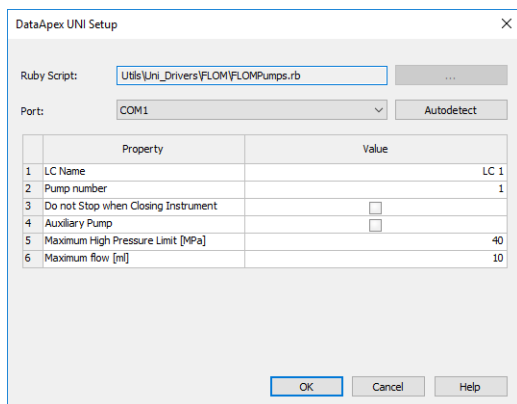 DataApex UNI Setup
Ruby Script: Utils\Uni_Drivers\FLOM\FLOMPumps.rb ...
Port: COM1 Autodetect
Property Value
1 LC Name LC 1
2 Pump number 1
3 Do not Stop when Closing Instrument
4 Auxiliary Pump
5 Maximum High Pressure Limit [MPa] 40
6 Maximum flow [ml] 10
OK Cancel Help